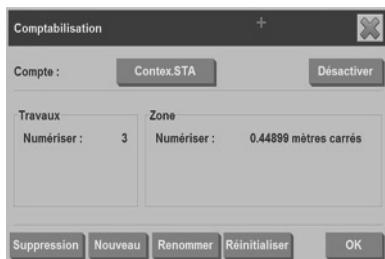 Comptabilisation
Compte : Contex.STA Désactiver
Travaux Zone
Numériser : 3 Numériser : 0.44899 mètres carrés
Suppression Nouveau Renommer Réinitialiser OK